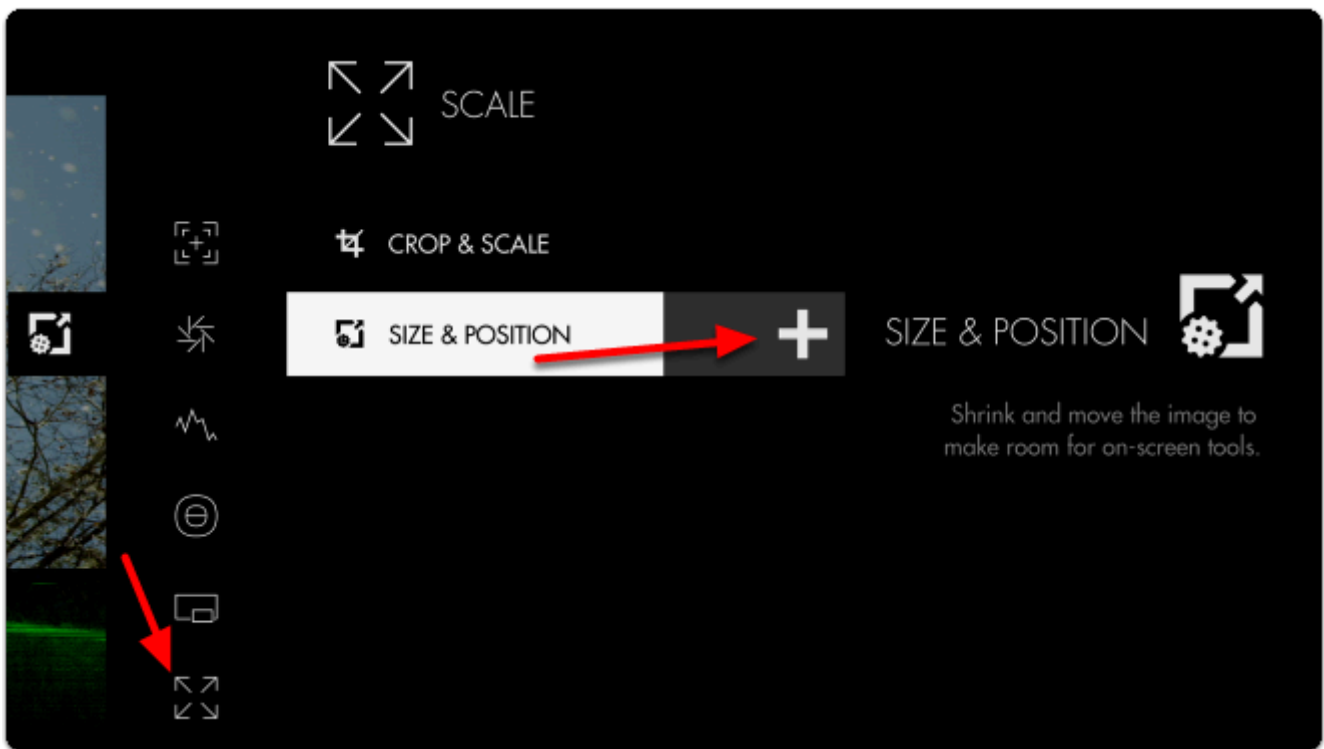 SCALE
CROP & SCALE
SIZE & POSITION
SIZE & POSITION
Shrink and move the image to
make room for on-screen tools.